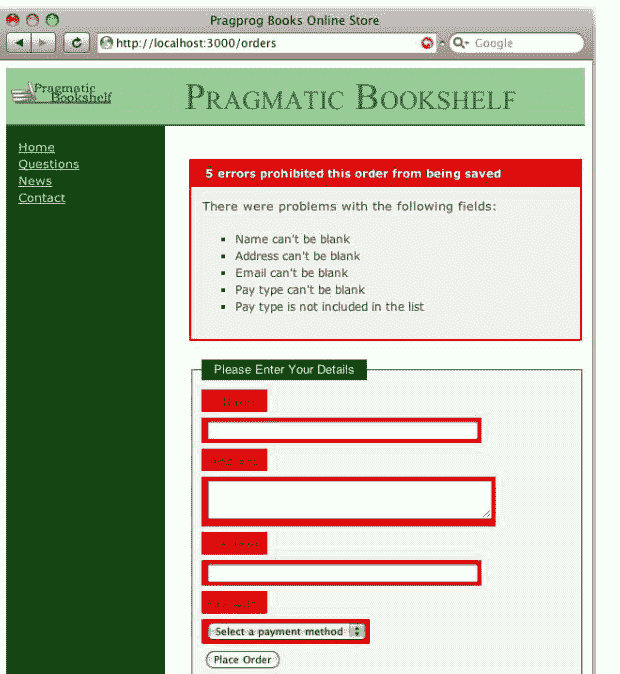 Pragprog Books Online Store
http://localhost:3000/orders
Google
Pragmatic
Bookshelf
PRAGMATIC BOOKSHELF
Home
Questions
News
Contact
5 errors prohibited this order from being saved
There were problems with the following fields:
Name can't be blank
Address can't be blank
Email can't be blank
Pay type can't be blank
Pay type is not included in the list
Please Enter Your Details
Select a payment method
Place Order